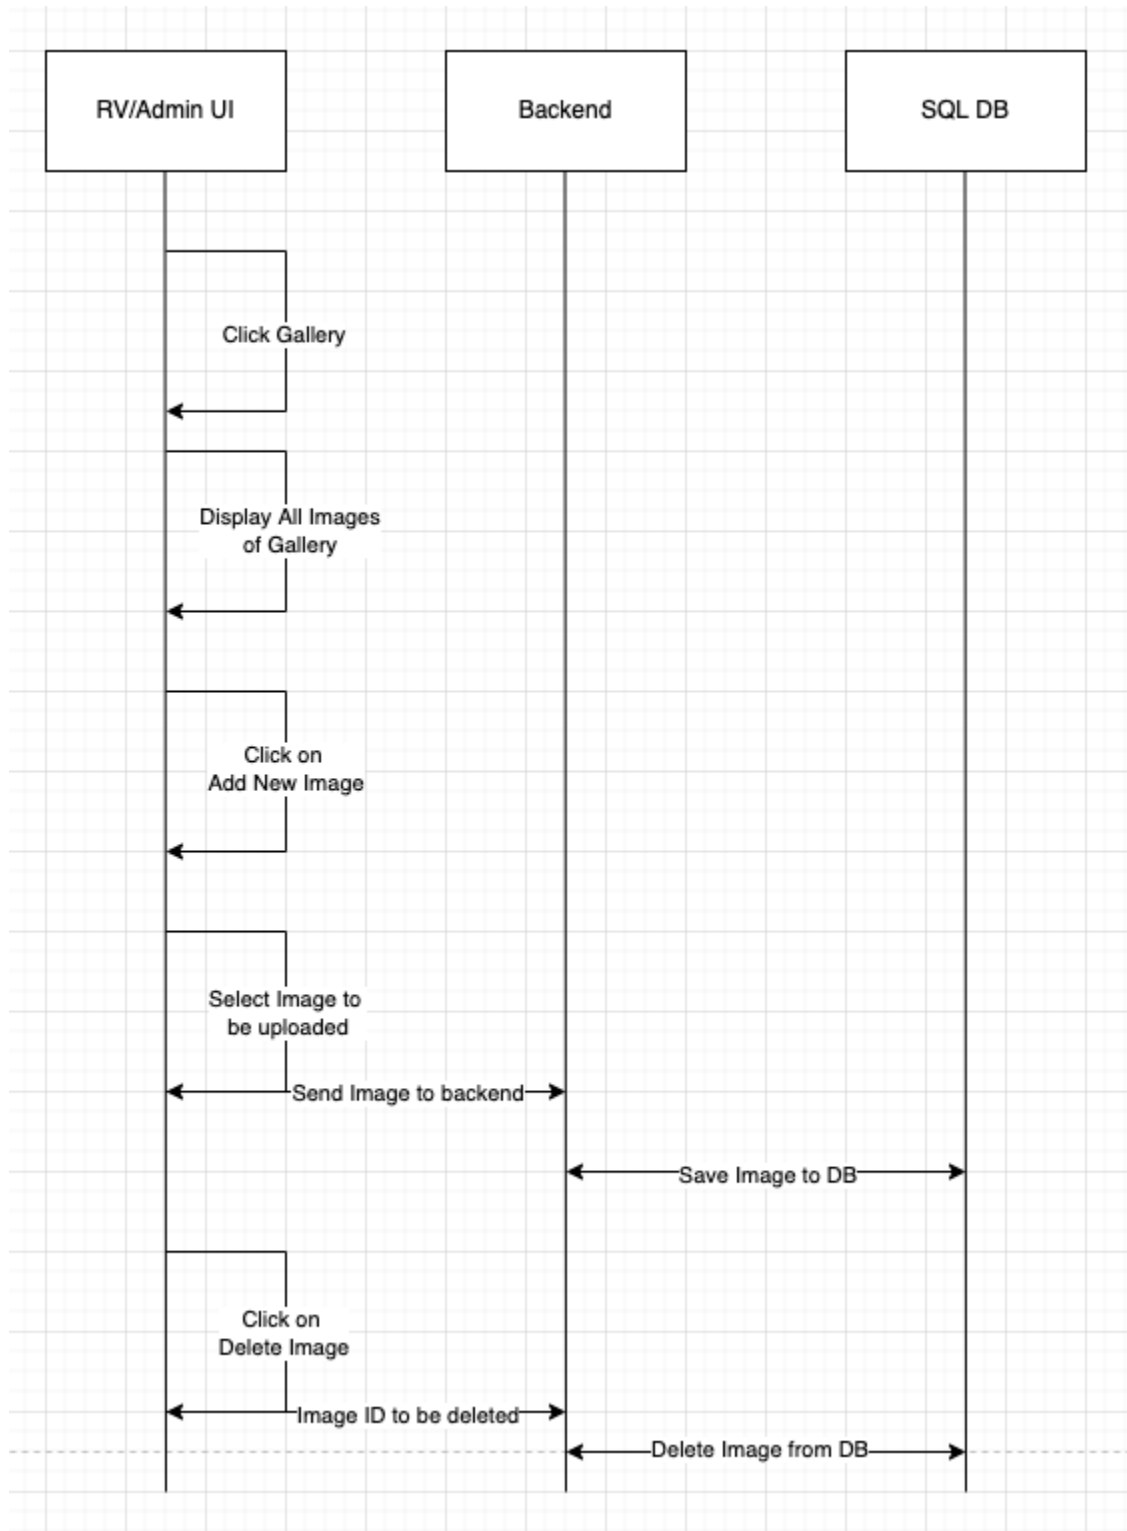 RV/Admin UI
Backend
SQL DB
Click Gallery
Display All Images
of Gallery
Click on
Add New Image
Select Image to
be uploaded
Send Image to backend
Save Image to DB
Click on
Delete Image
Image ID to be deleted
Delete Image from DB